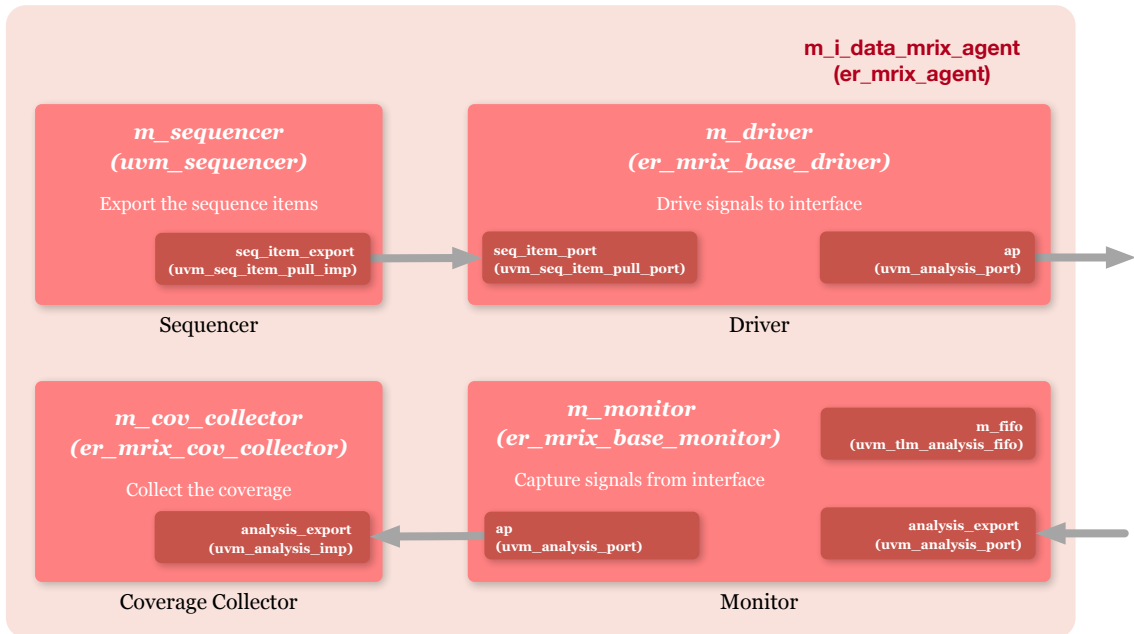 m_i_data_mrix_agent
(er_mrix_agent)
m_sequencer
(uvm_sequencer)
Export the sequence items
seq_item_export
(uvm_seq_item_pull_imp)
Sequencer
m_driver
(er_mrix_base_driver)
Drive signals to interface
seq_item_port
(uvm_seq_item_pull_port)
ap
(uvm_analysis_port)
Driver
m_cov_collector
(er_mrix_cov_collector)
Collect the coverage
analysis_export
(uvm_analysis_imp)
Coverage Collector
m_monitor
(er_mrix_base_monitor)
Capture signals from interface
m_fifo
(uvm_tlm_analysis_fifo)
ap
(uvm_analysis_port)
analysis_export
(uvm_analysis_port)
Monitor